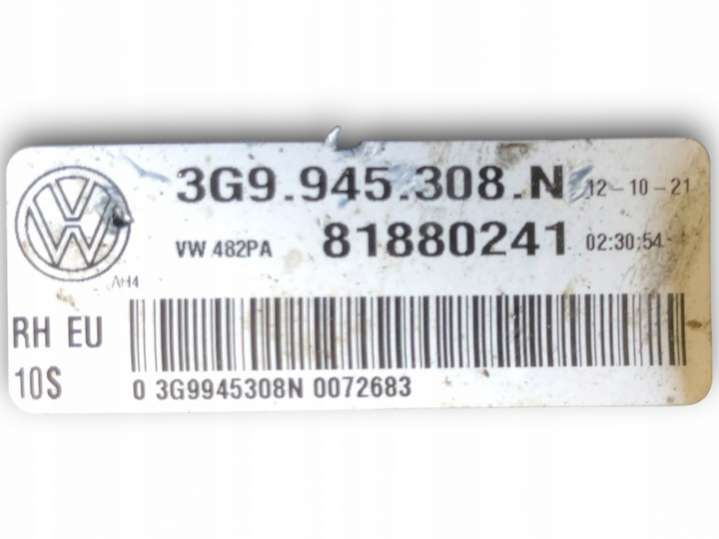 3G9.945.308.N 12-10-21
VW 482PA 81880241 02:30:54
AH4
RH EU
10S
0 3G9945308N 0072683